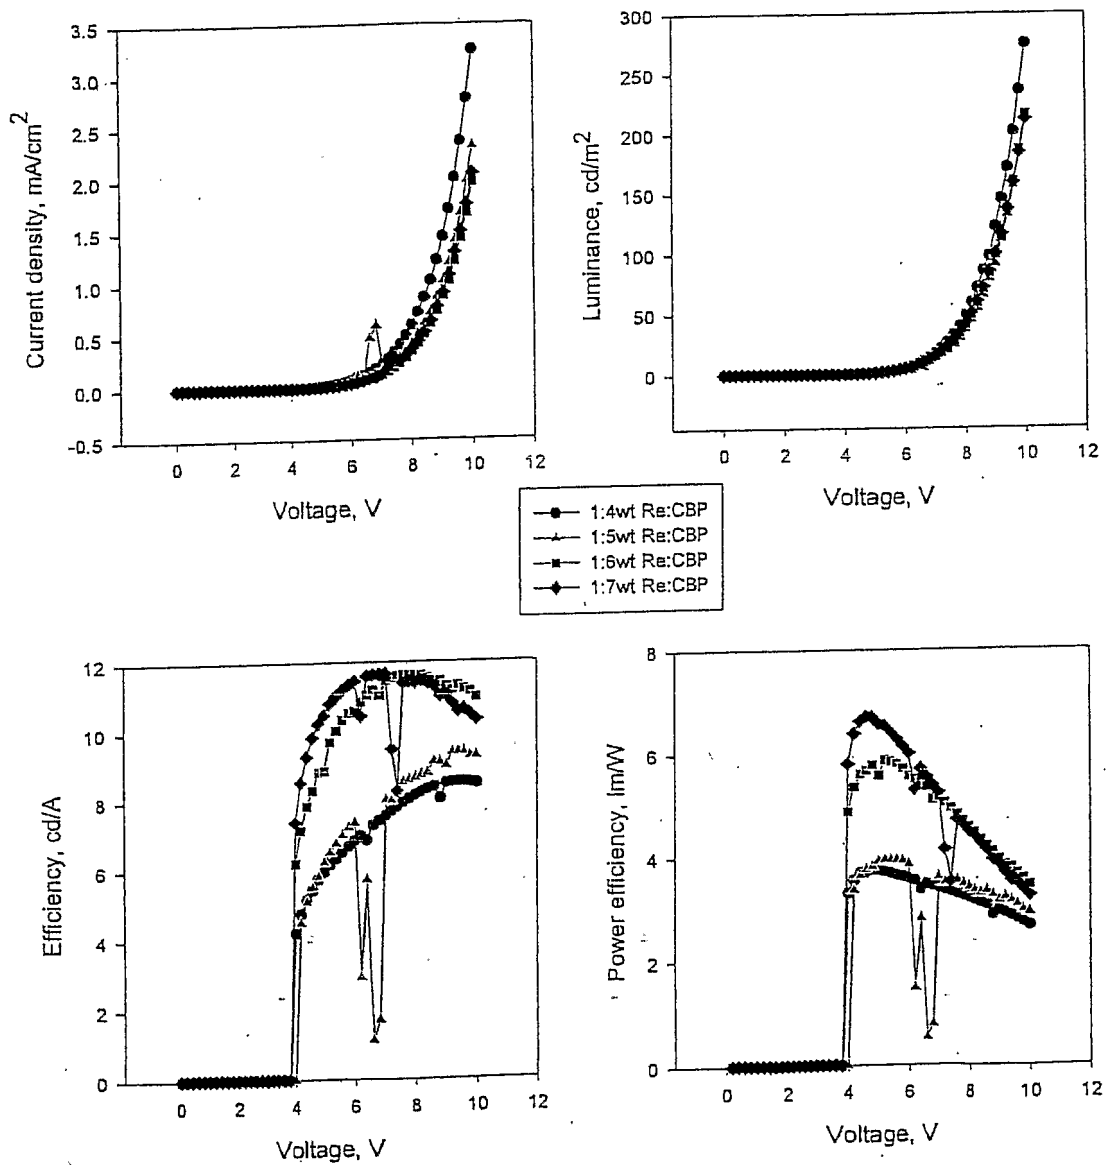 3.5
3.0
2.5
2.0
1.5
1.0
0.5
0.0
-0.5
Current density, mA/cm2
0 2 4 6 8 10 12
Voltage, V
300
250
200
150
100
50
0
Luminance, cd/m2
0 2 4 6 8 10 12
Voltage, V
1:4wt Re:CBP
1:5wt Re:CBP
1:6wt Re:CBP
1:7wt Re:CBP
12
10
8
6
4
2
0
Efficiency, cd/A
0 2 4 6 8 10 12
Voltage, V
8
6
4
2
0
Power efficiency, lm/W
0 2 4 6 8 10 12
Voltage, V